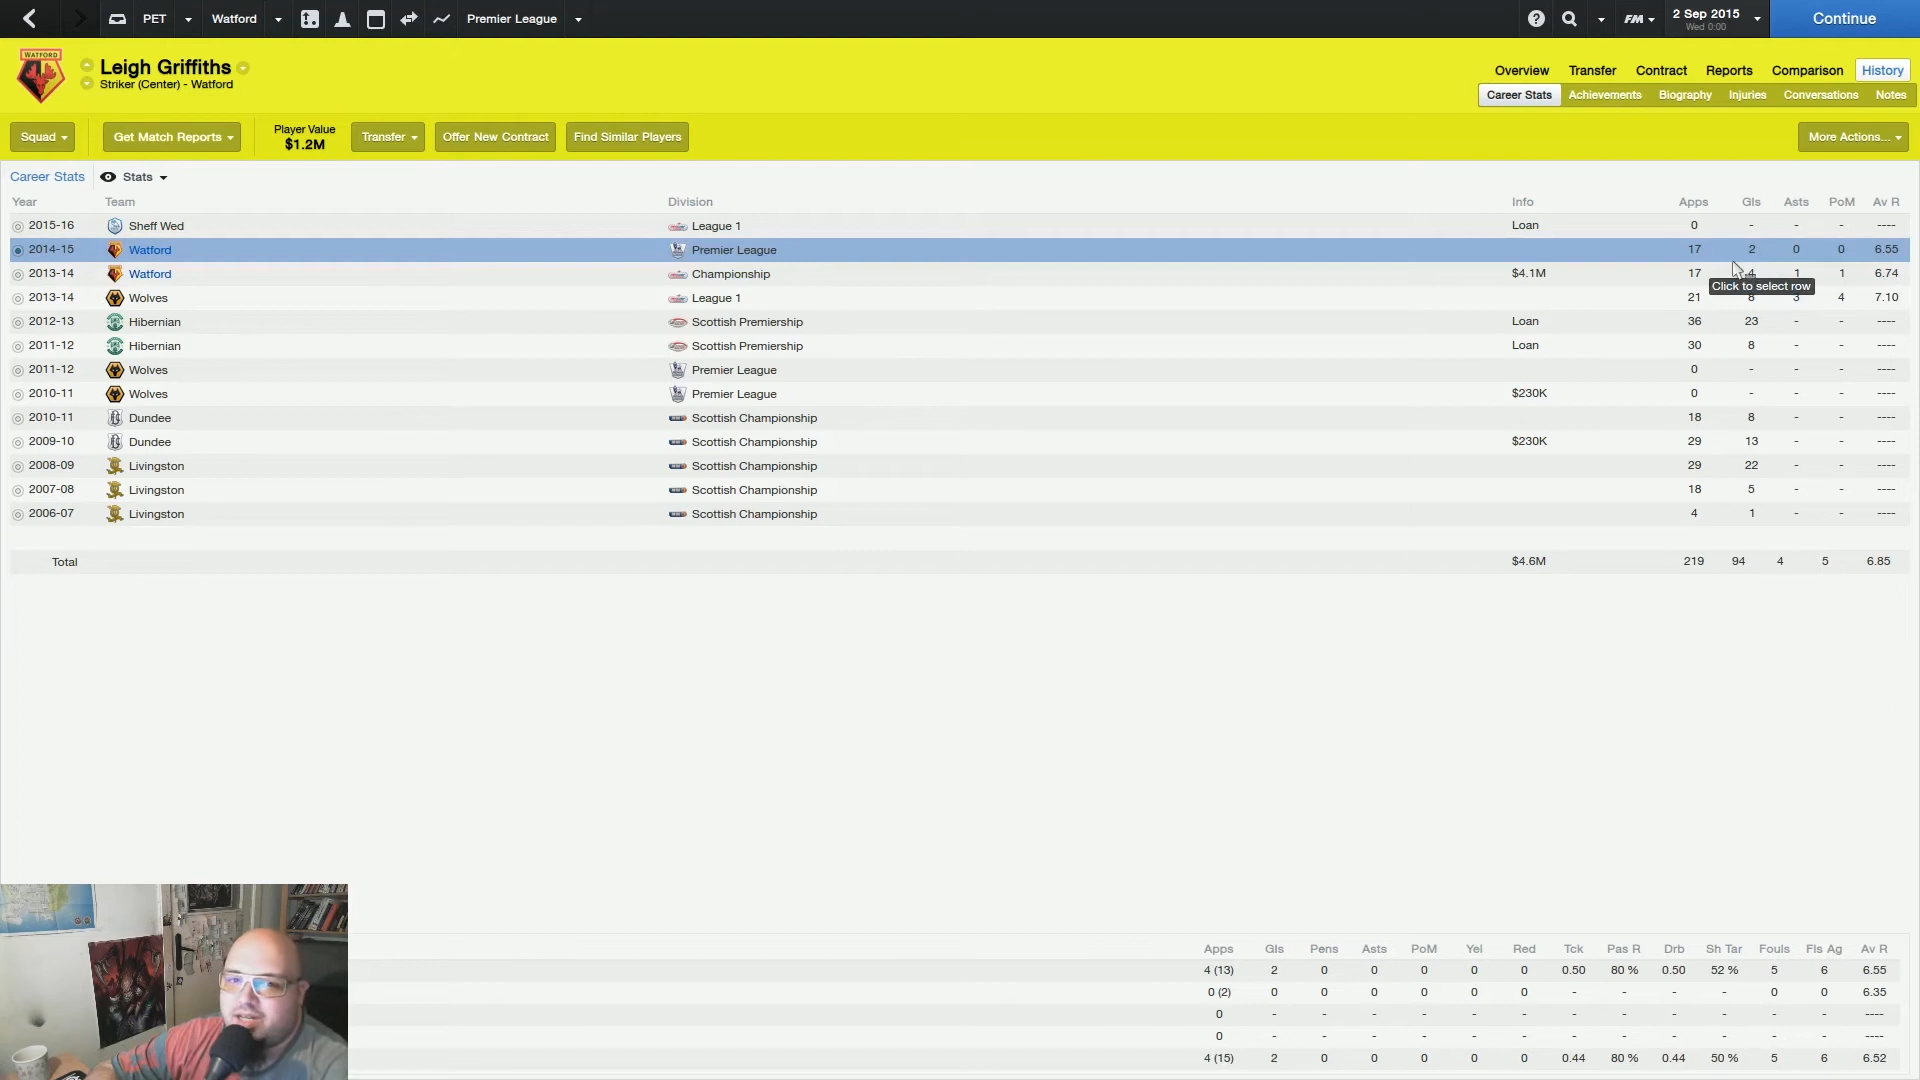 PET Watford Premier League FM 2 Sep 2015 Continue
Wed 0:00
WATFORD
Leigh Griffiths
Striker (Center) - Watford
Overview Transfer Contract Reports Comparison History
Career Stats Achievements Biography Injuries Conversations Notes
Squad Get Match Reports Player Value $1.2M Transfer Offer New Contract Find Similar Players More Actions...
Career Stats Stats
Year Team Division Info Apps Gls Asts PoM Av R
2015-16 Sheff Wed League 1 Loan 0 - - - ----
2014-15 Watford Premier League 17 2 0 0 6.55
2013-14 Watford Championship $4.1M 17 4 1 1 6.74
Click to select row
2013-14 Wolves League 1 21 8 3 4 7.10
2012-13 Hibernian Scottish Premiership Loan 36 23 - - ----
2011-12 Hibernian Scottish Premiership Loan 30 8 - - ----
2011-12 Wolves Premier League 0 - - - ----
2010-11 Wolves Premier League $230K 0 - - - ----
2010-11 Dundee Scottish Championship 18 8 - - ----
2009-10 Dundee Scottish Championship $230K 29 13 - - ----
2008-09 Livingston Scottish Championship 29 22 - - ----
2007-08 Livingston Scottish Championship 18 5 - - ----
2006-07 Livingston Scottish Championship 4 1 - - ----
Total $4.6M 219 94 4 5 6.85
Apps Gls Pens Asts PoM Yel Red Tck Pas R Drb Sh Tar Fouls Fls Ag Av R
4 (13) 2 0 0 0 0 0 0.50 80 % 0.50 52 % 5 6 6.55
0 (2) 0 0 0 0 0 0 - - - - 0 0 6.35
0 - - - - - - - - - - - - ----
0 - - - - - - - - - - - - ----
4 (15) 2 0 0 0 0 0 0.44 80 % 0.44 50 % 5 6 6.52